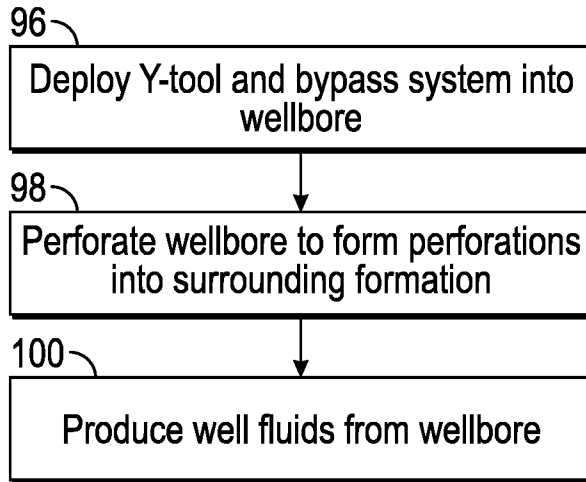 96
Deploy Y-tool and bypass system into
wellbore
98
Perforate wellbore to form perforations
into surrounding formation
100
Produce well fluids from wellbore